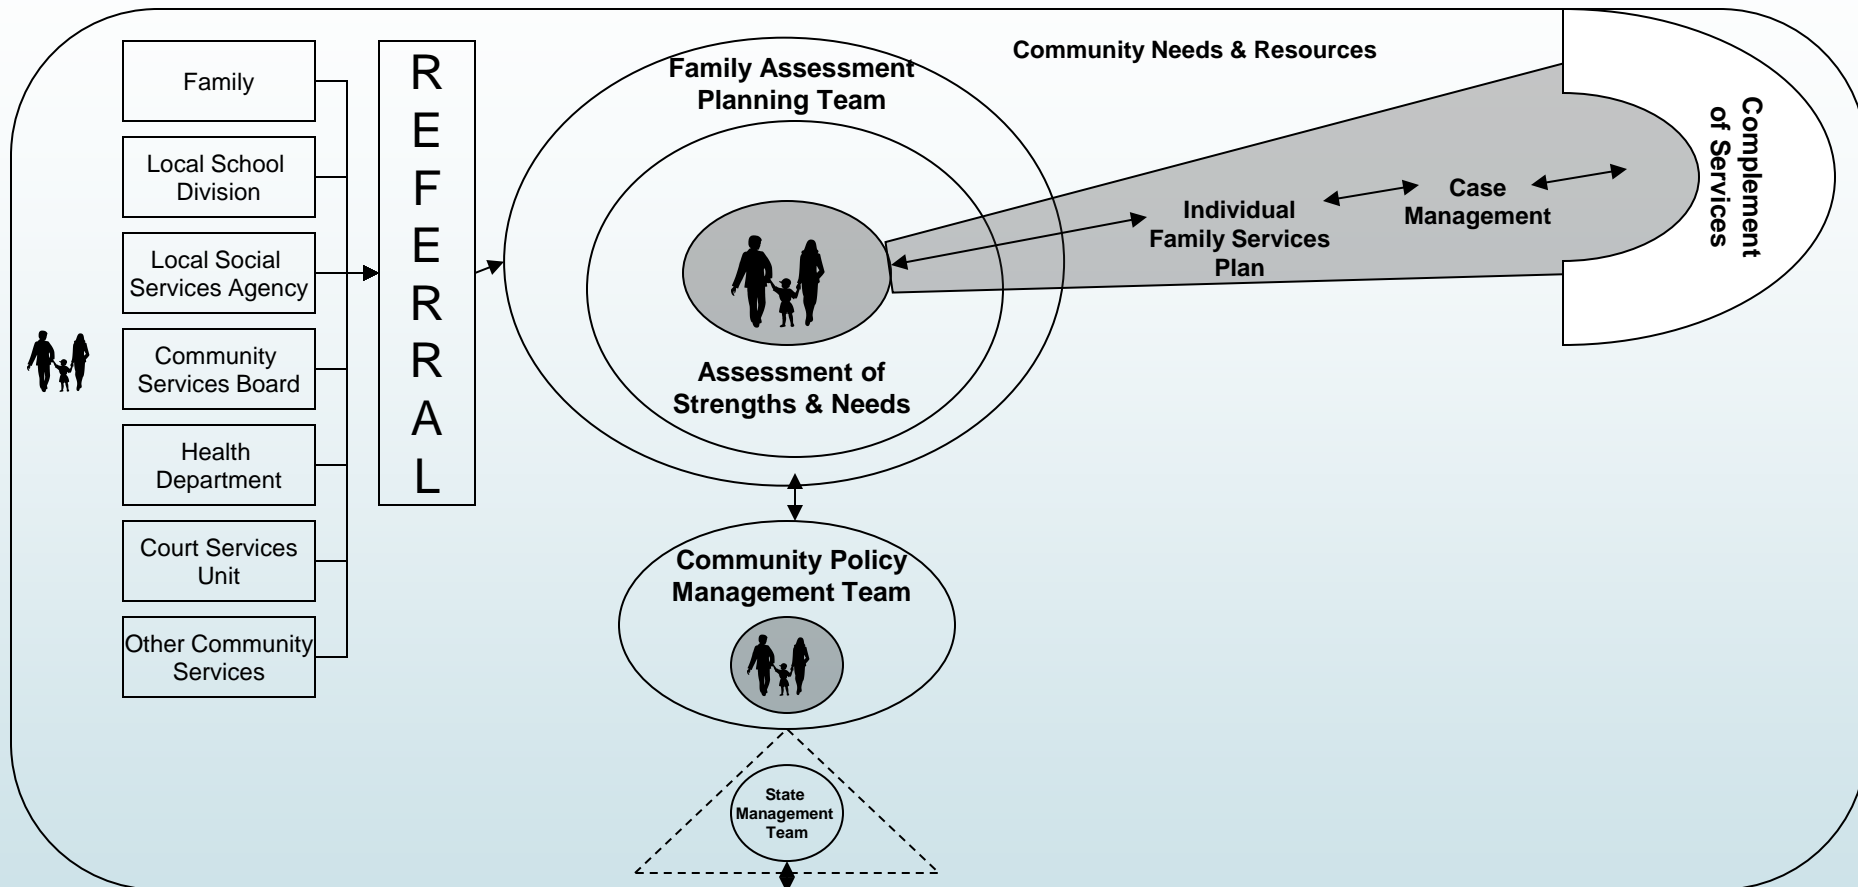 Family
Local School
Division
Local Social
Services Agency
Community
Services Board
Health
Department
Court Services
Unit
Other Community
Services
R
E
F
E
R
R
A
L
Family Assessment
Planning Team
Assessment of
Strengths & Needs
Community Policy
Management Team
State
Management
Team
Community Needs & Resources
Individual
Family Services
Plan
Case
Management
Complement
of Services